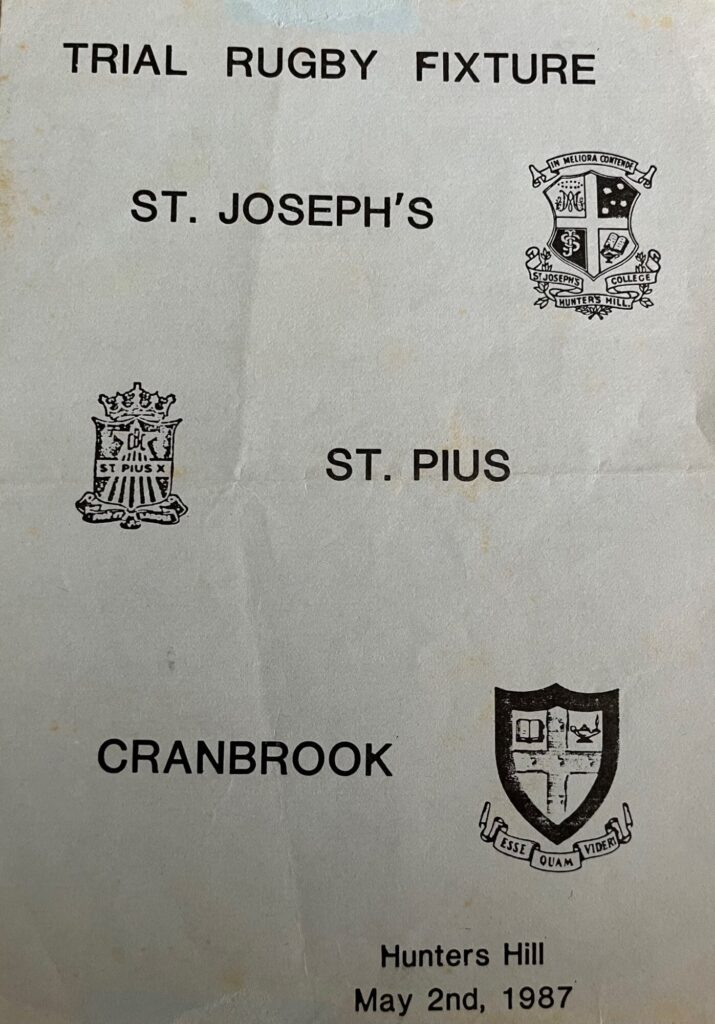 TRIAL RUGBY FIXTURE
IN MELIORA CONTENDE
ST. JOSEPH'S
ST JOSEPH'S COLLEGE
HUNTER'S HILL.
CBC
ST PIUS X
ST. PIUS
CRANBROOK
ESSE QUAM VIDERI
Hunters Hill
May 2nd, 1987